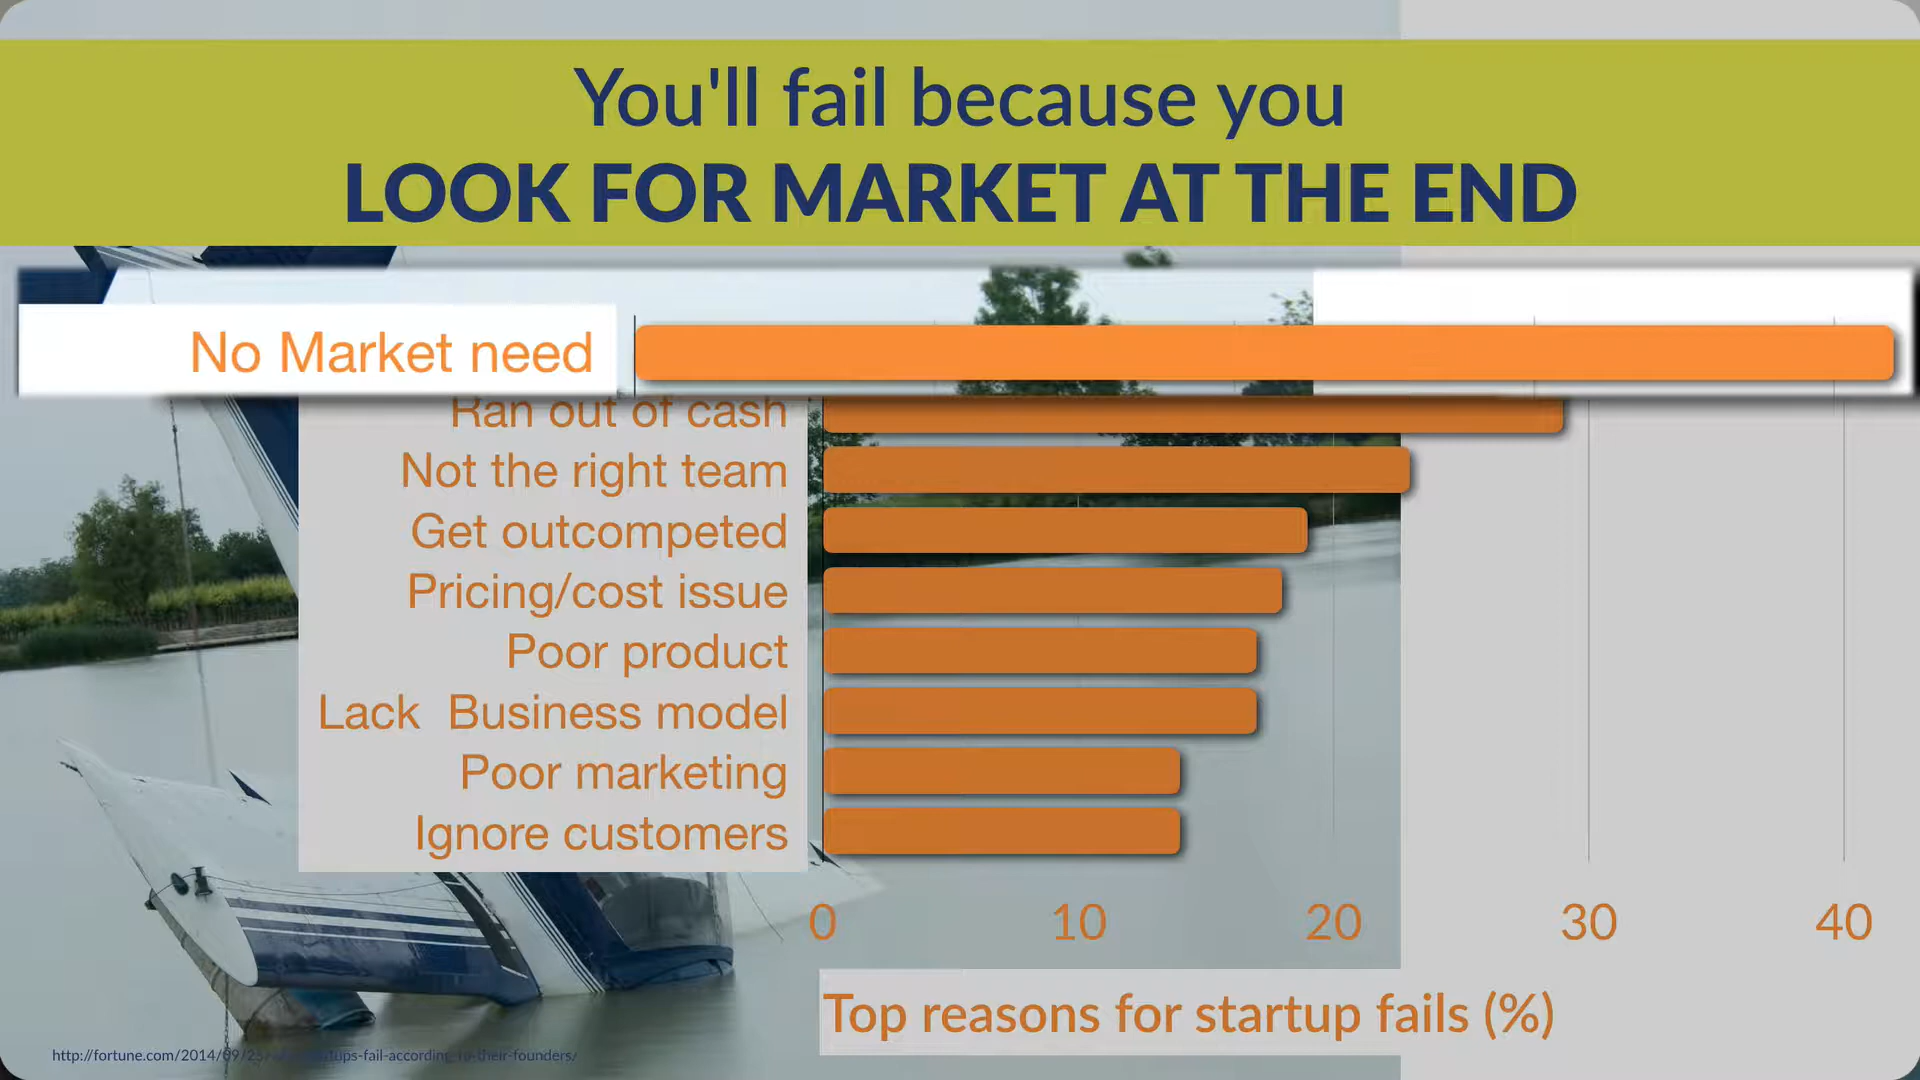 You'll fail because you
LOOK FOR MARKET AT THE END
No Market need
Ran out of cash
Not the right team
Get outcompeted
Pricing/cost issue
Poor product
Lack Business model
Poor marketing
Ignore customers
0 10 20 30 40
Top reasons for startup fails (%)
http://fortune.com/2014/09/25/